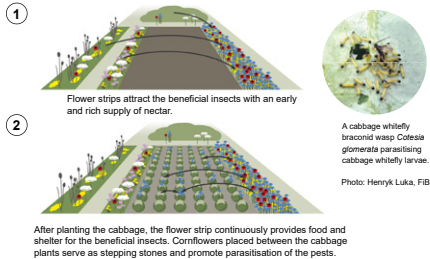 1
Flower strips attract the beneficial insects with an early
and rich supply of nectar.
A cabbage whitefly
braconid wasp Cotesia
glomerata parasitising
cabbage whitefly larvae.
Photo: Henryk Luka, FiB
2
After planting the cabbage, the flower strip continuously provides food and
shelter for the beneficial insects. Cornflowers placed between the cabbage
plants serve as stepping stones and promote parasitisation of the pests.